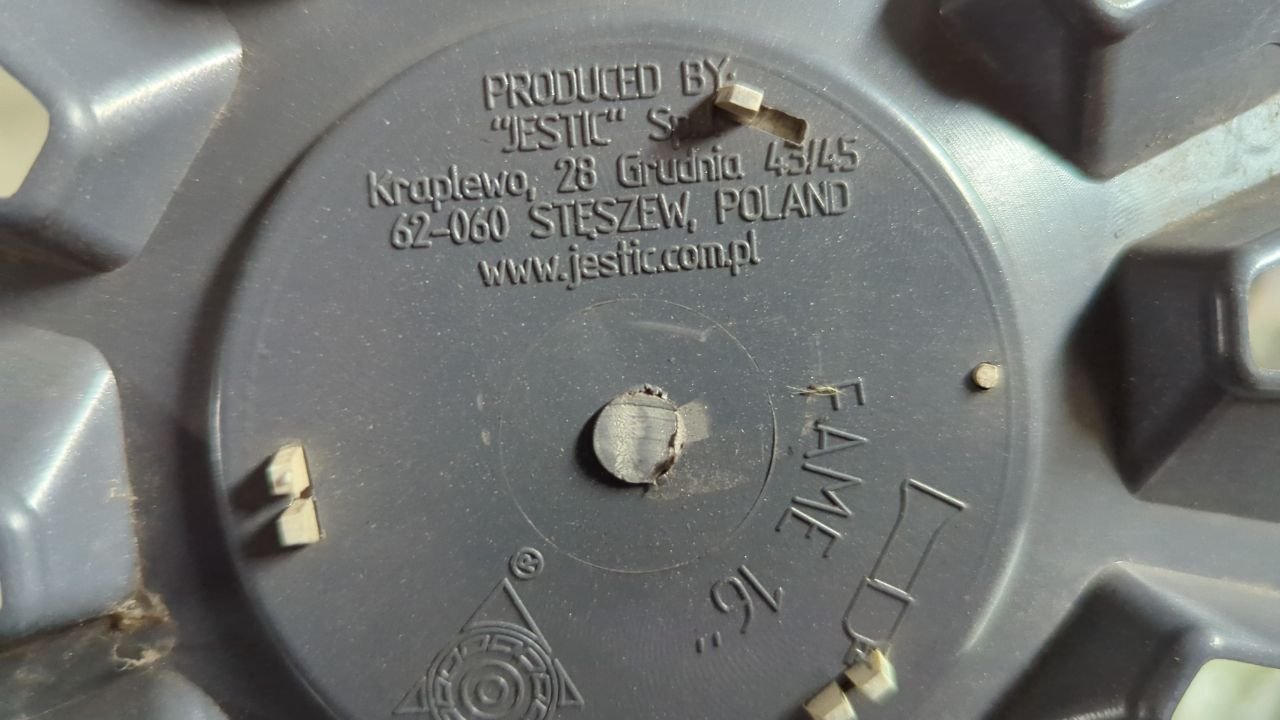 PRODUCED BY:
"JESTIC"
Kraplewo, 28 Grudnia 43/45
62-060 STĘSZEW, POLAND
www.jestic.com.pl
FAME 16"
®